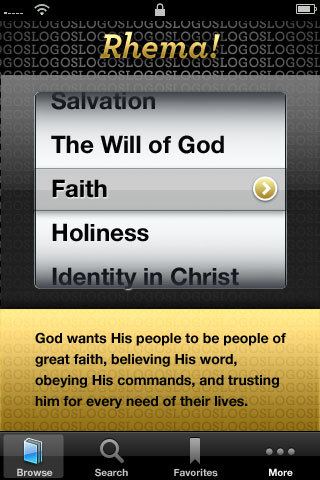 Rhema!
Salvation
The Will of God
Faith
Holiness
Identity in Christ
God wants His people to be people of
great faith, believing His word,
obeying His commands, and trusting
him for every need of their lives.
Browse
Search
Favorites
More